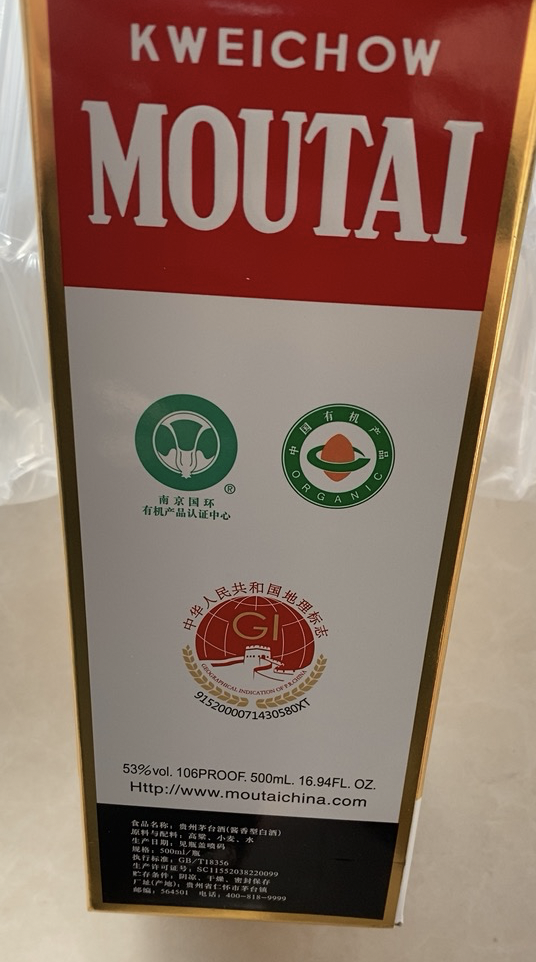 KWEICHOW
MOUTAI
南京国环
有机产品认证中心
®
中国有机产品
ORGANIC
中华人民共和国地理标志
GI
GEOGRAPHICAL INDICATION OF P.R.CHINA
9152000071430580XT
53%vol. 106PROOF. 500mL. 16.94FL. OZ.
Http://www.moutaichina.com
食品名称：贵州茅台酒(酱香型白酒)
原料与配料：高粱、小麦、水
生产日期：见瓶盖喷码
规格：500ml/瓶
执行标准：GB/T18356
生产许可证号：SC11552038220099
贮存条件：阴凉、干燥、密封保存
厂址(产地)：贵州省仁怀市茅台镇
邮编：564501 电话：400-818-9999